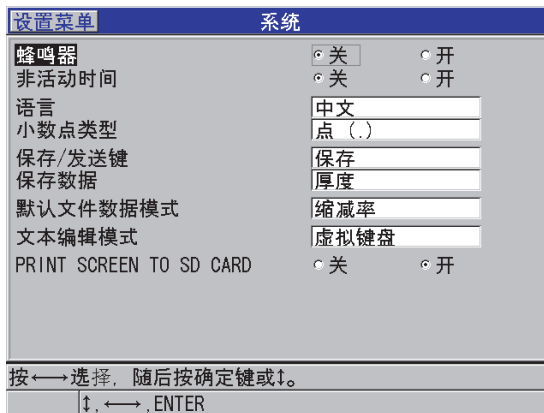 设置菜单 系统
蜂鸣器 关 开
非活动时间 关 开
语言 中文
小数点类型 点 (.)
保存/发送键 保存
保存数据 厚度
默认文件数据模式 缩减率
文本编辑模式 虚拟键盘
PRINT SCREEN TO SD CARD 关 开
按←→选择, 随后按确定键或↕。
↕,←→,ENTER